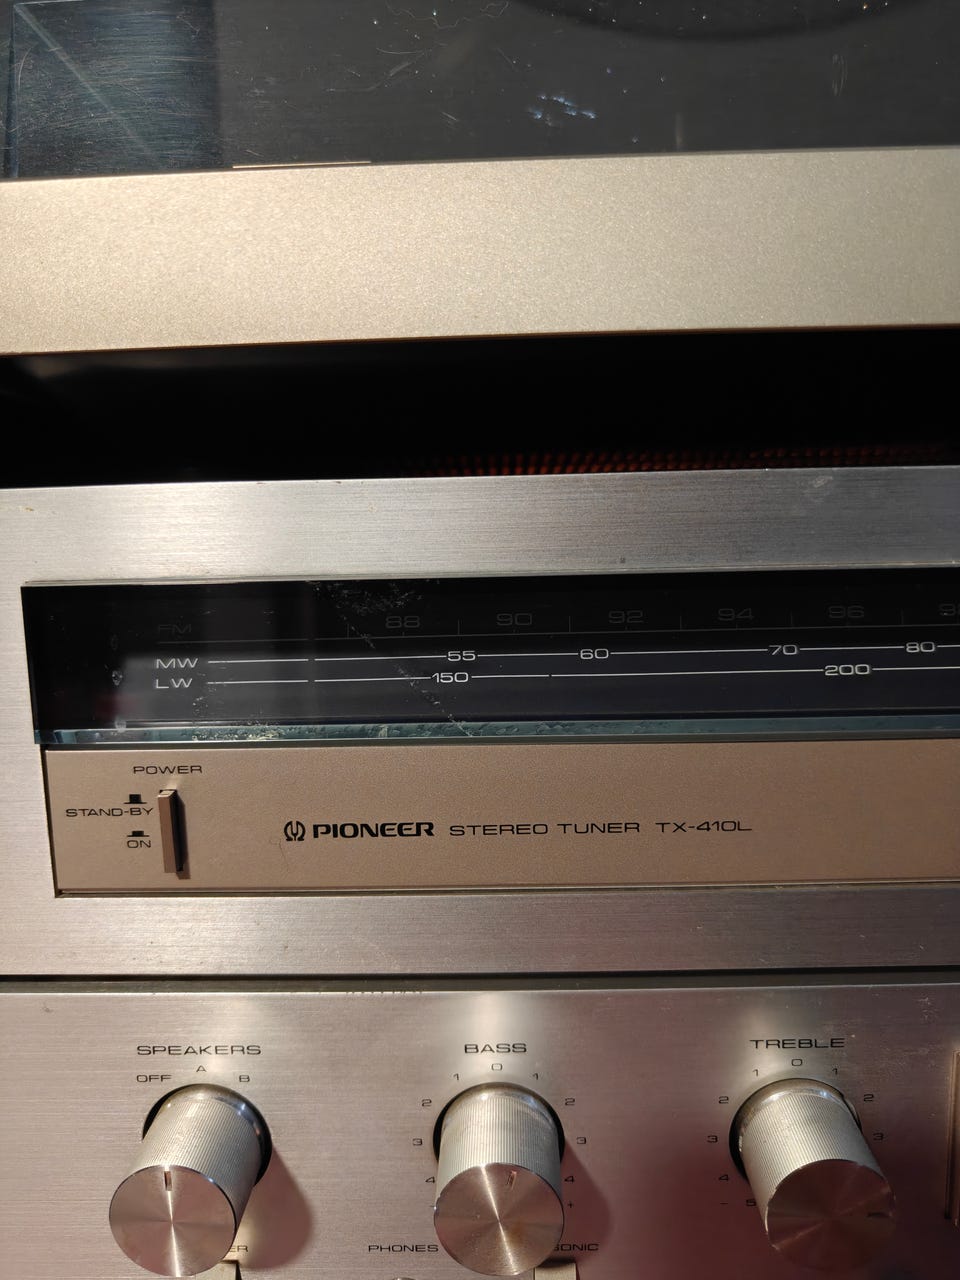 FM 88 90 92 94 96
MW 55 60 70 80
LW 150 200
POWER
STAND-BY
ON
PIONEER STEREO TUNER TX-410L
SPEAKERS
OFF A B
BASS
1 0 1
2 2
3 3
4
+
TREBLE
1 0 1
2 2
3 3
4
- 5
PHONES